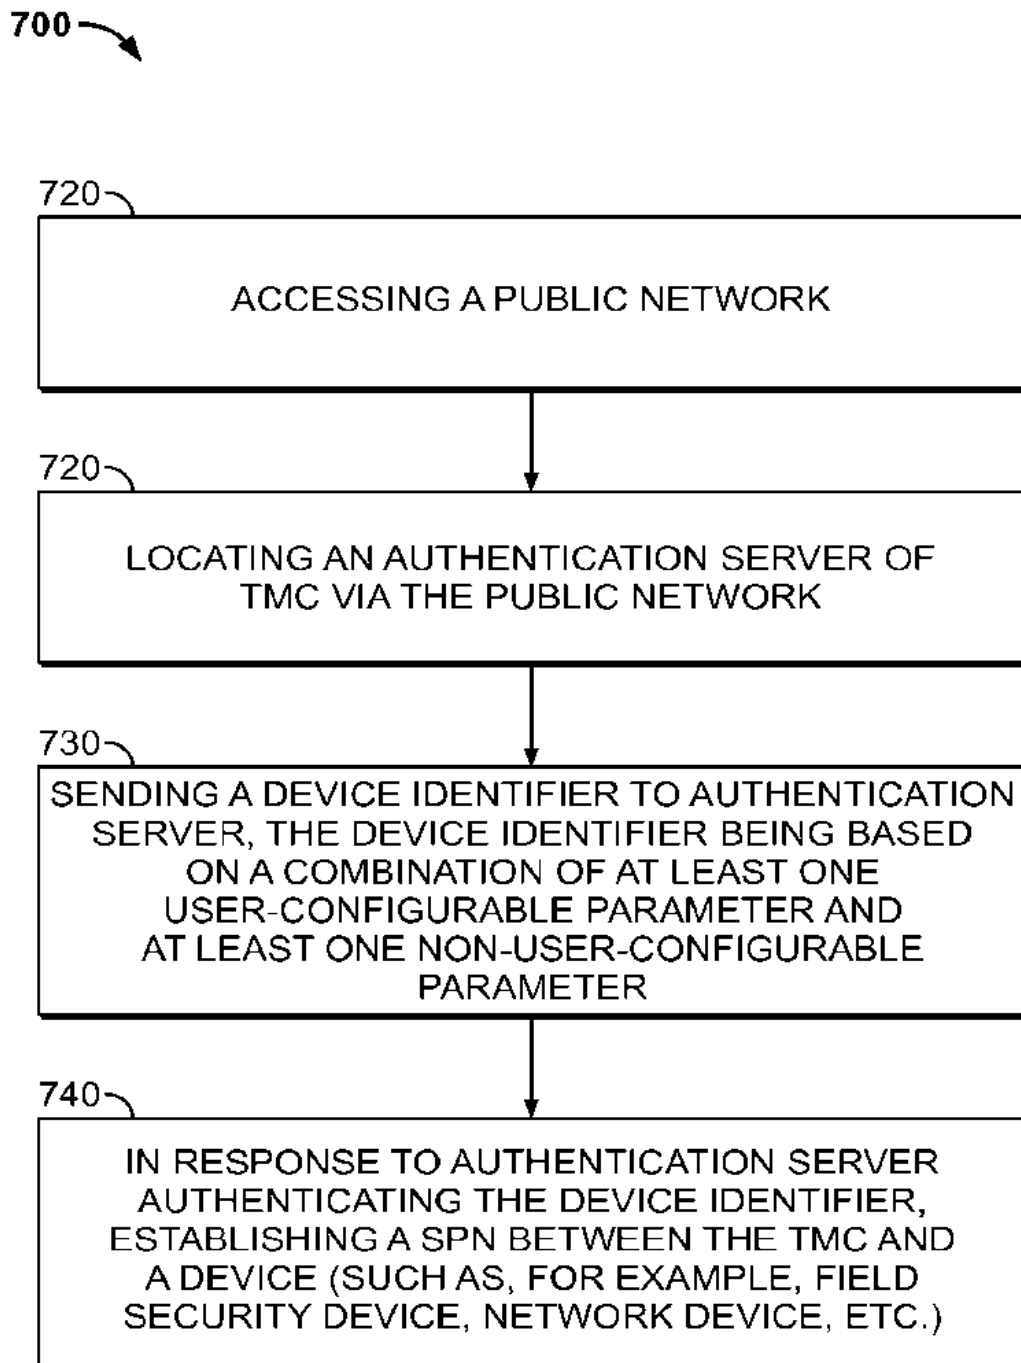 700
720
ACCESSING A PUBLIC NETWORK
720
LOCATING AN AUTHENTICATION SERVER OF
TMC VIA THE PUBLIC NETWORK
730
SENDING A DEVICE IDENTIFIER TO AUTHENTICATION
SERVER, THE DEVICE IDENTIFIER BEING BASED
ON A COMBINATION OF AT LEAST ONE
USER-CONFIGURABLE PARAMETER AND
AT LEAST ONE NON-USER-CONFIGURABLE
PARAMETER
740
IN RESPONSE TO AUTHENTICATION SERVER
AUTHENTICATING THE DEVICE IDENTIFIER,
ESTABLISHING A SPN BETWEEN THE TMC AND
A DEVICE (SUCH AS, FOR EXAMPLE, FIELD
SECURITY DEVICE, NETWORK DEVICE, ETC.)